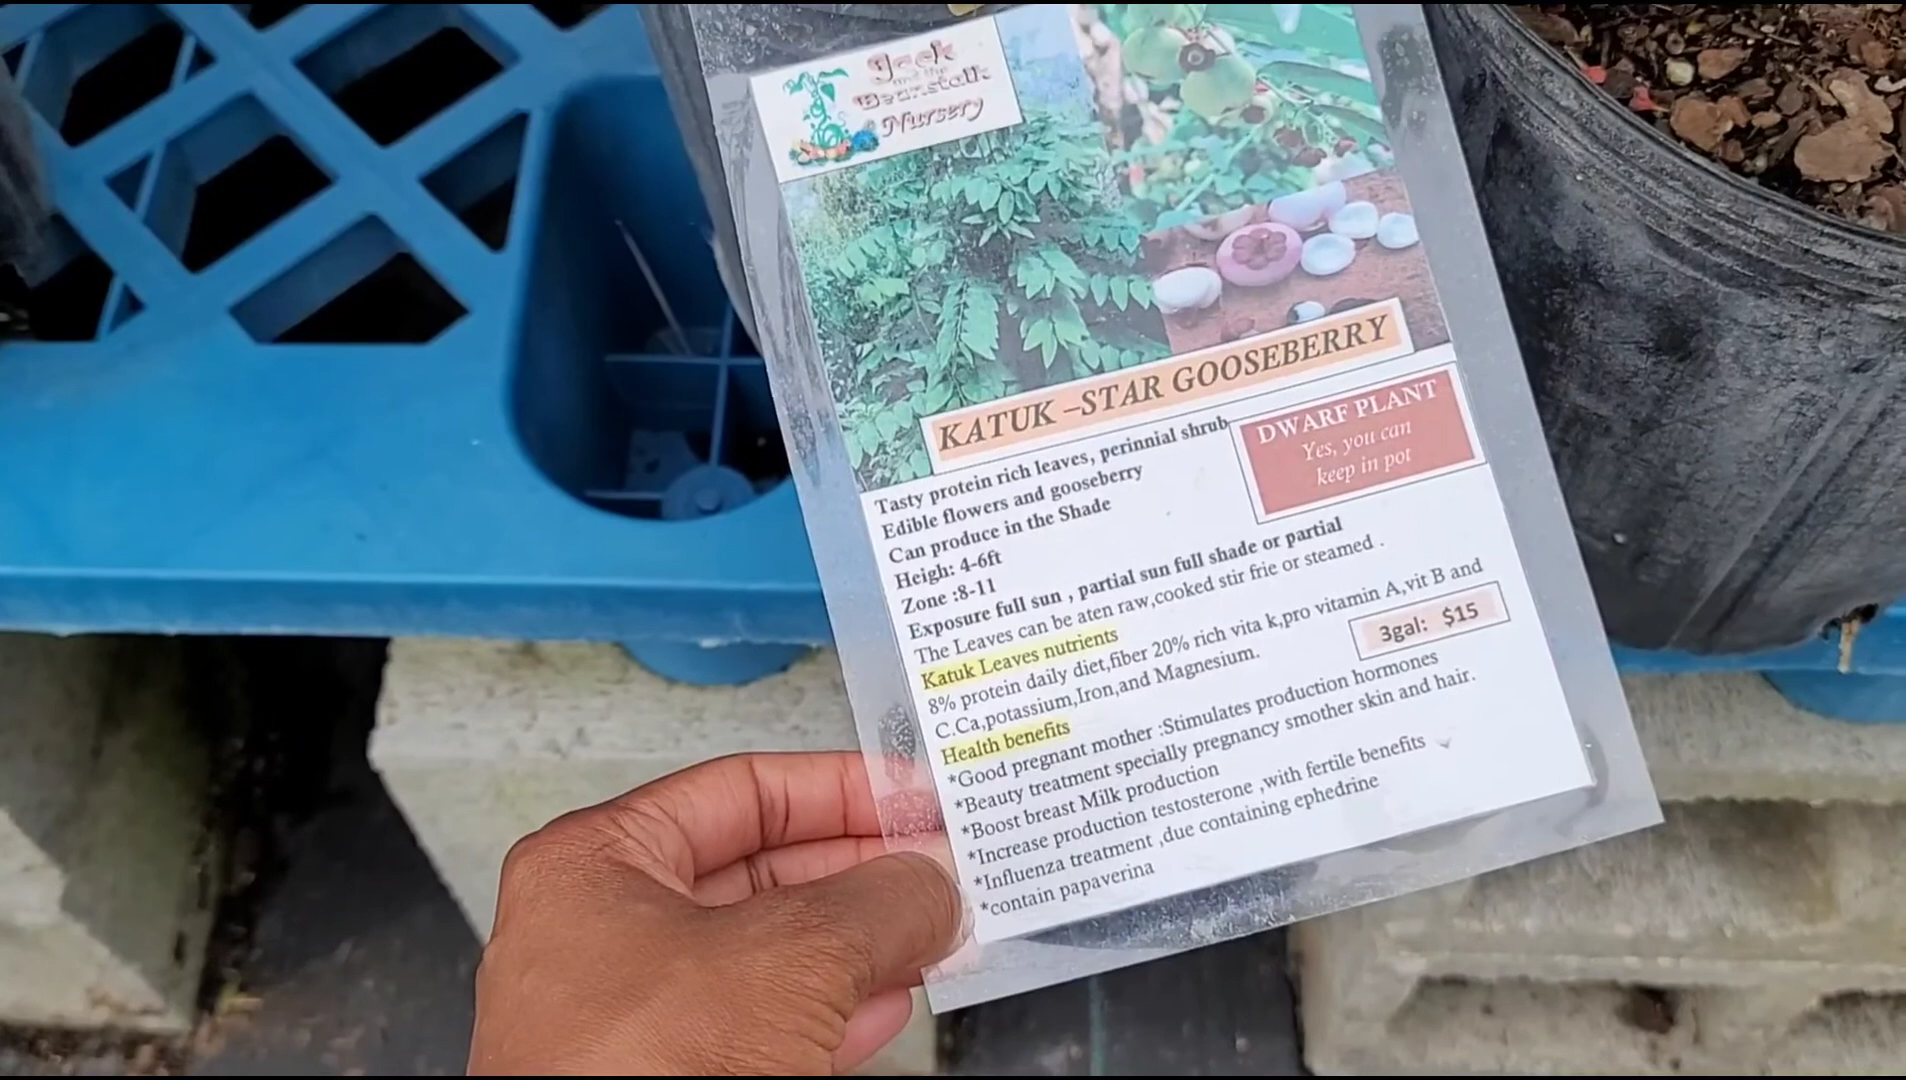 Jack
and the
Beanstalk
Nursery
KATUK –STAR GOOSEBERRY
DWARF PLANT
Yes, you can
keep in pot
Tasty protein rich leaves, perinnial shrub
Edible flowers and gooseberry
Can produce in the Shade
Heigh: 4-6ft
Zone :8-11
Exposure full sun , partial sun full shade or partial
The Leaves can be aten raw,cooked stir frie or steamed .
Katuk Leaves nutrients
8% protein daily diet,fiber 20% rich vita k,pro vitamin A,vit B and
C.Ca,potassium,Iron,and Magnesium.
3gal: $15
Health benefits
*Good pregnant mother :Stimulates production hormones
*Beauty treatment specially pregnancy smother skin and hair.
*Boost breast Milk production
*Increase production testosterone ,with fertile benefits
*Influenza treatment ,due containing ephedrine
*contain papaverina